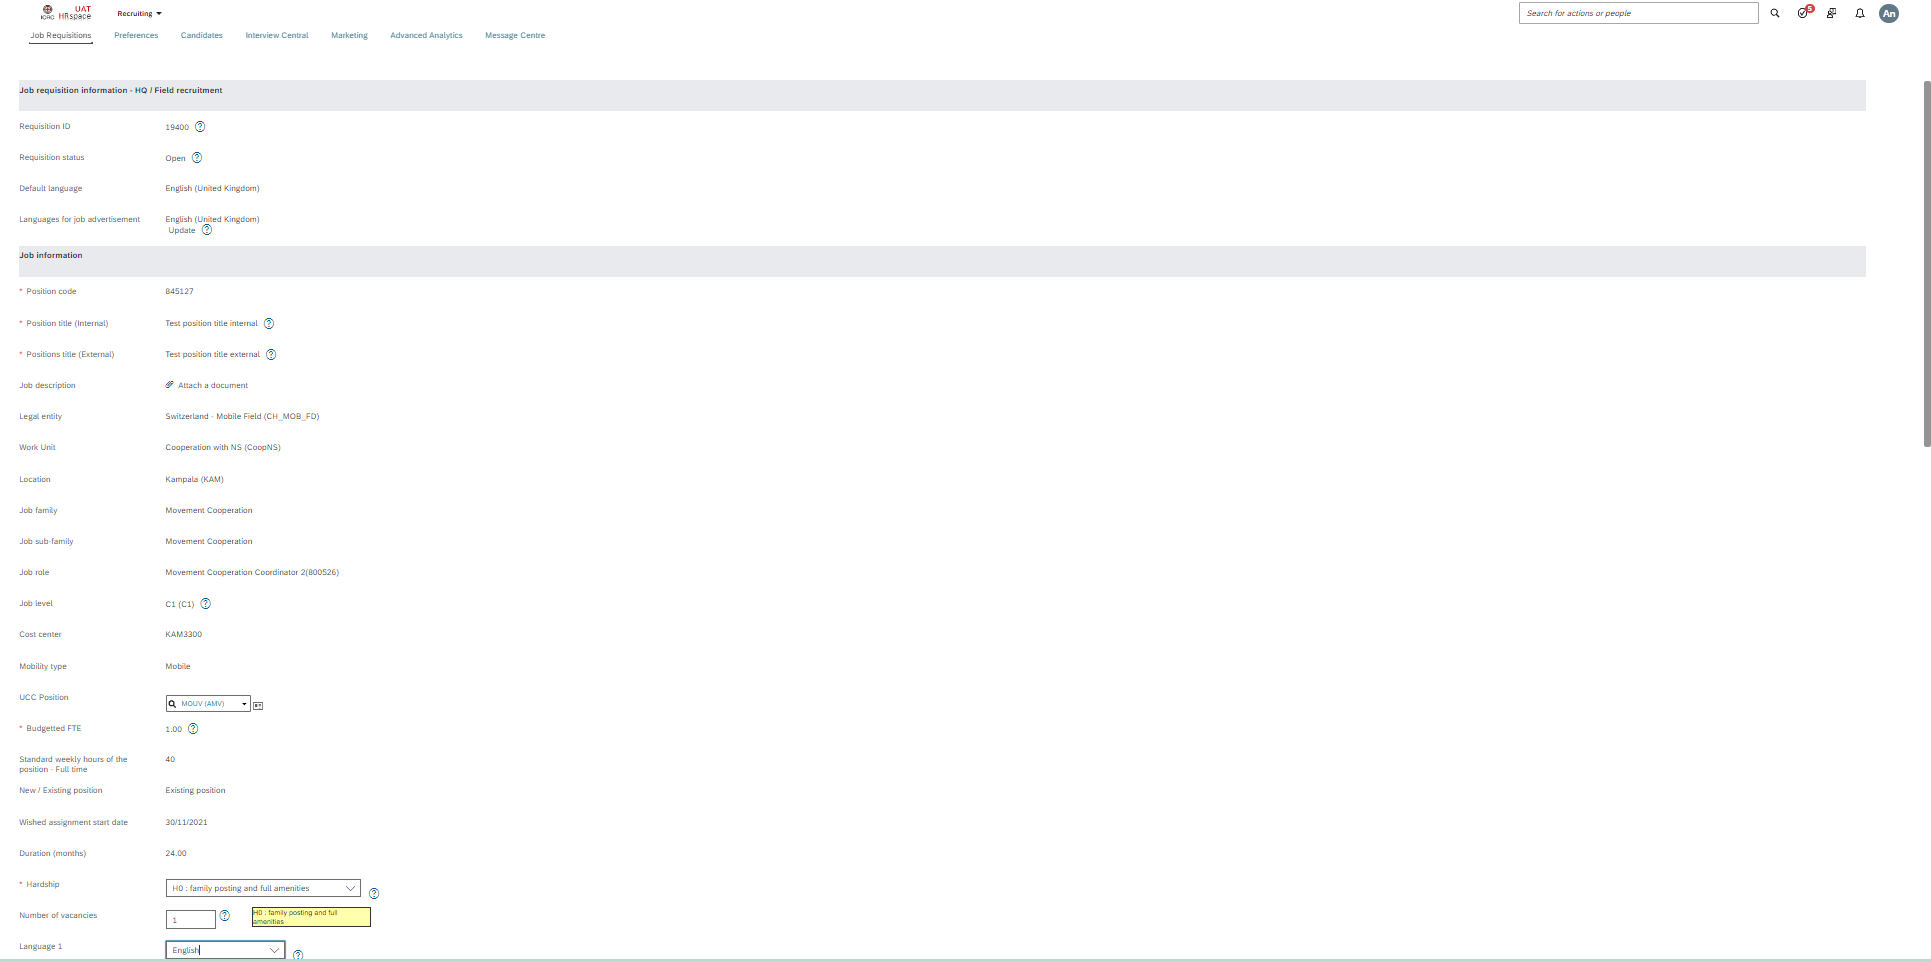 UAT
ICRC HRspace
Recruiting
Search for actions or people
5
An
Job Requisitions
Preferences
Candidates
Interview Central
Marketing
Advanced Analytics
Message Centre
Job requisition information - HQ / Field recruitment
Requisition ID 19400 ?
Requisition status Open ?
Default language English (United Kingdom)
Languages for job advertisement English (United Kingdom)
Update ?
Job information
* Position code 845127
* Position title (Internal) Test position title internal ?
* Positions title (External) Test position title external ?
Job description Attach a document
Legal entity Switzerland - Mobile Field (CH_MOB_FD)
Work Unit Cooperation with NS (CoopNS)
Location Kampala (KAM)
Job family Movement Cooperation
Job sub-family Movement Cooperation
Job role Movement Cooperation Coordinator 2(800526)
Job level C1 (C1) ?
Cost center KAM3300
Mobility type Mobile
UCC Position MOUV (AMV)
* Budgetted FTE 1.00 ?
Standard weekly hours of the 40
position - Full time
New / Existing position Existing position
Wished assignment start date 30/11/2021
Duration (months) 24.00
* Hardship H0 : family posting and full amenities ?
Number of vacancies 1 ?
H0 : family posting and full
amenities
Language 1 English ?